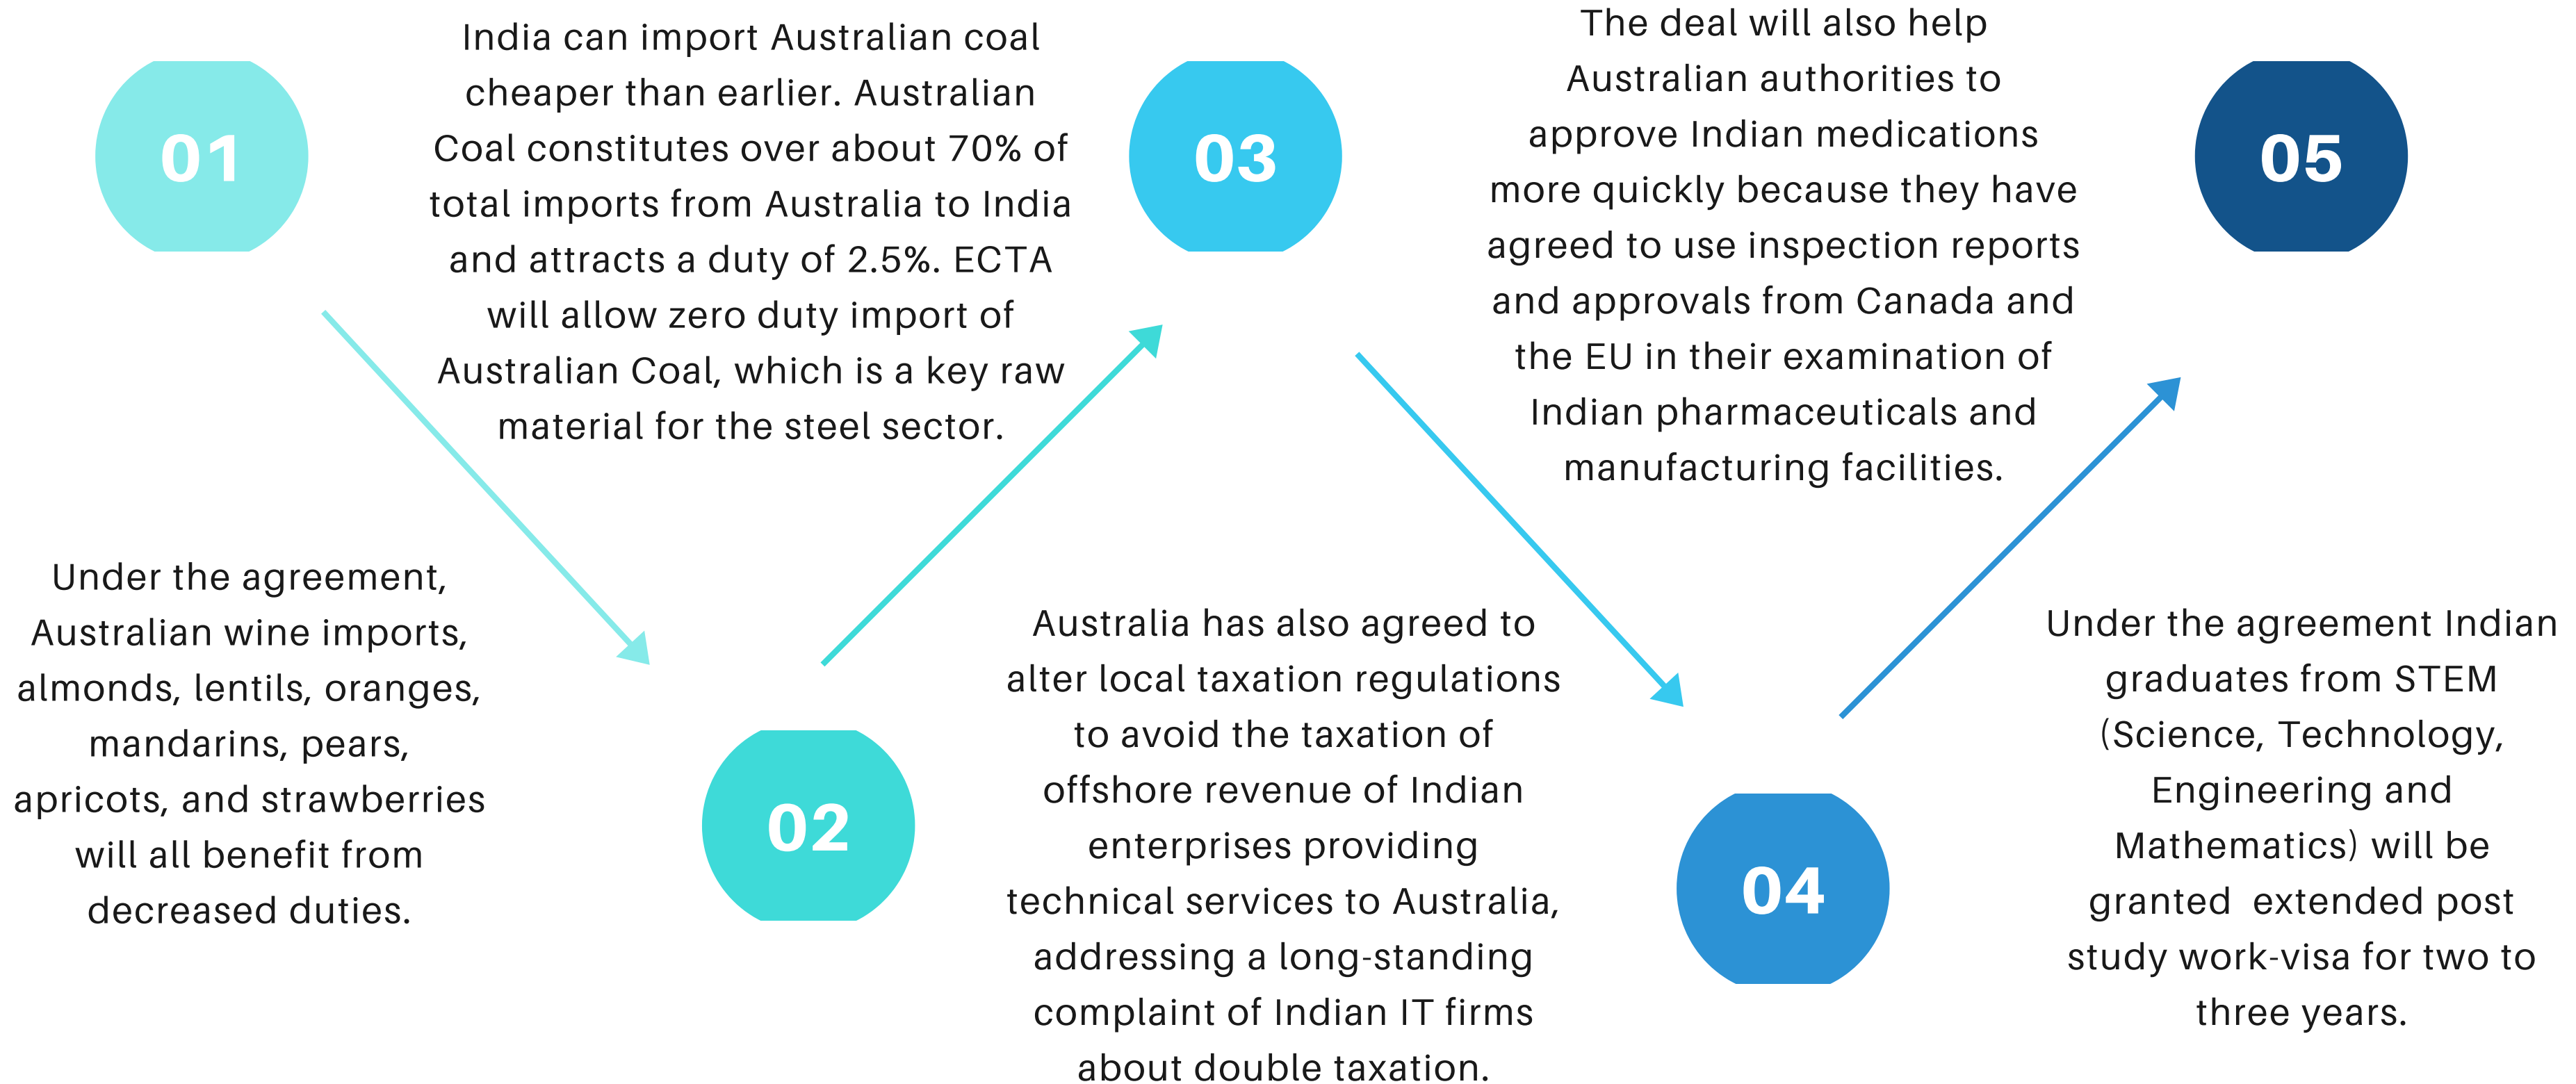 01
Under the agreement,
Australian wine imports,
almonds, lentils, oranges,
mandarins, pears,
apricots, and strawberries
will all benefit from
decreased duties.
India can import Australian coal
cheaper than earlier. Australian
Coal constitutes over about 70% of
total imports from Australia to India
and attracts a duty of 2.5%. ECTA
will allow zero duty import of
Australian Coal, which is a key raw
material for the steel sector.
02
03
Australia has also agreed to
alter local taxation regulations
to avoid the taxation of
offshore revenue of Indian
enterprises providing
technical services to Australia,
addressing a long-standing
complaint of Indian IT firms
about double taxation.
The deal will also help
Australian authorities to
approve Indian medications
more quickly because they have
agreed to use inspection reports
and approvals from Canada and
the EU in their examination of
Indian pharmaceuticals and
manufacturing facilities.
04
05
Under the agreement Indian
graduates from STEM
(Science, Technology,
Engineering and
Mathematics) will be
granted  extended post
study work-visa for two to
three years.